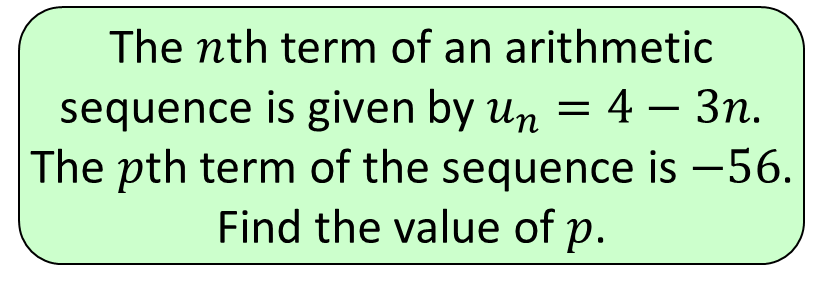 The nth term of an arithmetic
sequence is given by uₙ = 4 − 3n.
The pth term of the sequence is −56.
Find the value of p.